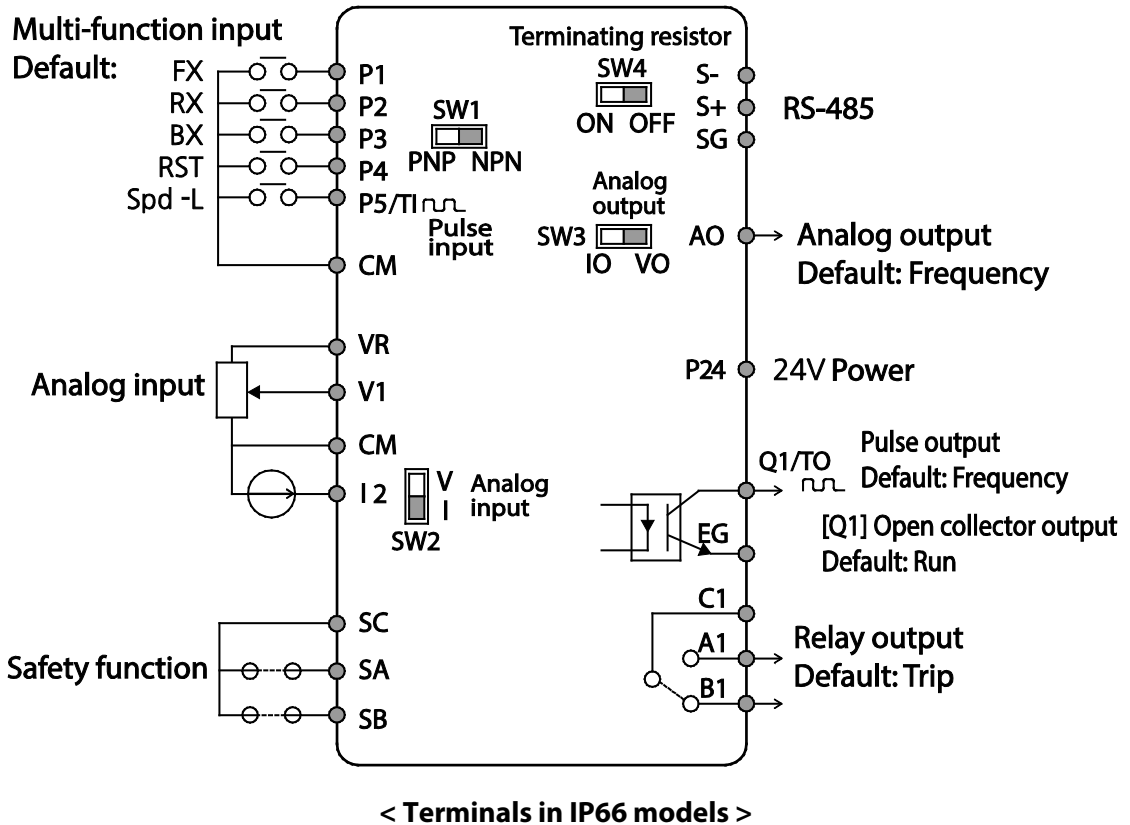 Multi-function input
Default:
FX
RX
BX
RST
Spd -L
P1
P2
P3
P4
P5/TI
Pulse
input
CM
SW1
PNP NPN
Terminating resistor
SW4
ON OFF
S-
S+
SG
RS-485
Analog
output
SW3
IO VO
AO
Analog output
Default: Frequency
Analog input
VR
V1
CM
I 2
V
I
SW2
Analog
input
P24
24V Power
Q1/TO
Pulse output
Default: Frequency
EG
[Q1] Open collector output
Default: Run
Safety function
SC
SA
SB
C1
A1
B1
Relay output
Default: Trip
< Terminals in IP66 models >